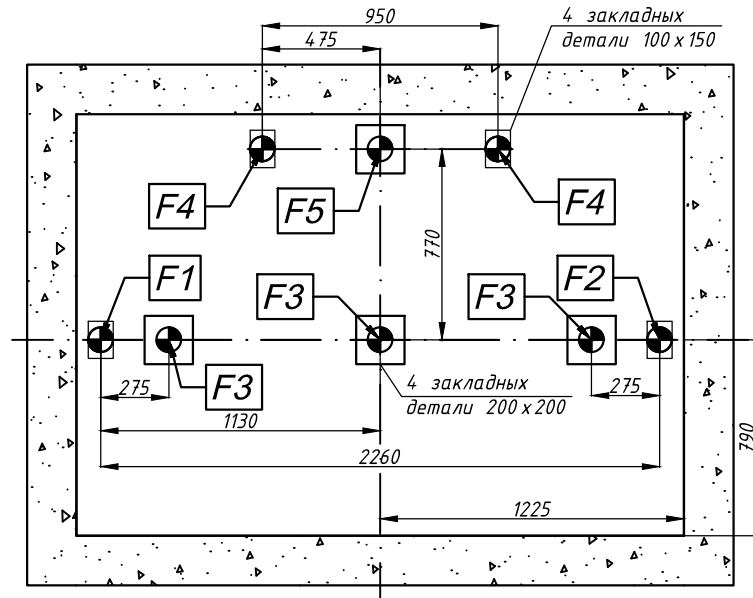 950
4 закладных
детали 100 x 150
475
F4
F5
F4
770
F1
F3
F3
F2
275
F3
4 закладных
детали 200 x 200
275
1130
2260
790
1225